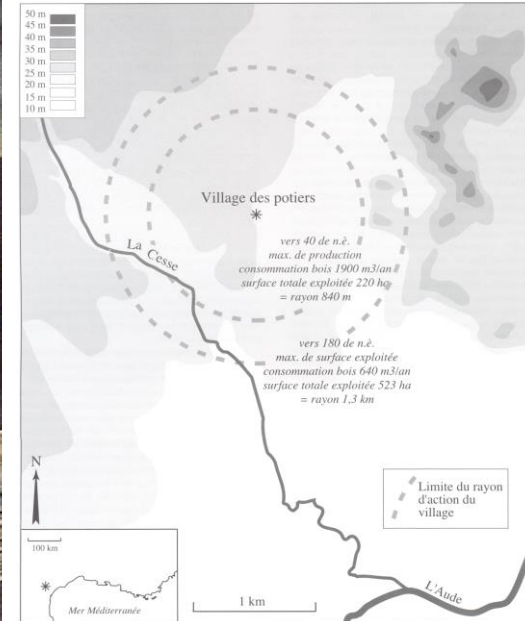 50 m
45 m
40 m
35 m
30 m
25 m
20 m
15 m
10 m
Village des potiers
La Cesse
vers 40 de n.è.
max. de production
consommation bois 1900 m3/an
surface totale exploitée 220 ha
= rayon 840 m
vers 180 de n.è.
max. de surface exploitée
consommation bois 640 m3/an
surface totale exploitée 523 ha
= rayon 1,3 km
N
Limite du rayon
d'action du
village
100 km
Mer Méditerranée
1 km
L'Aude